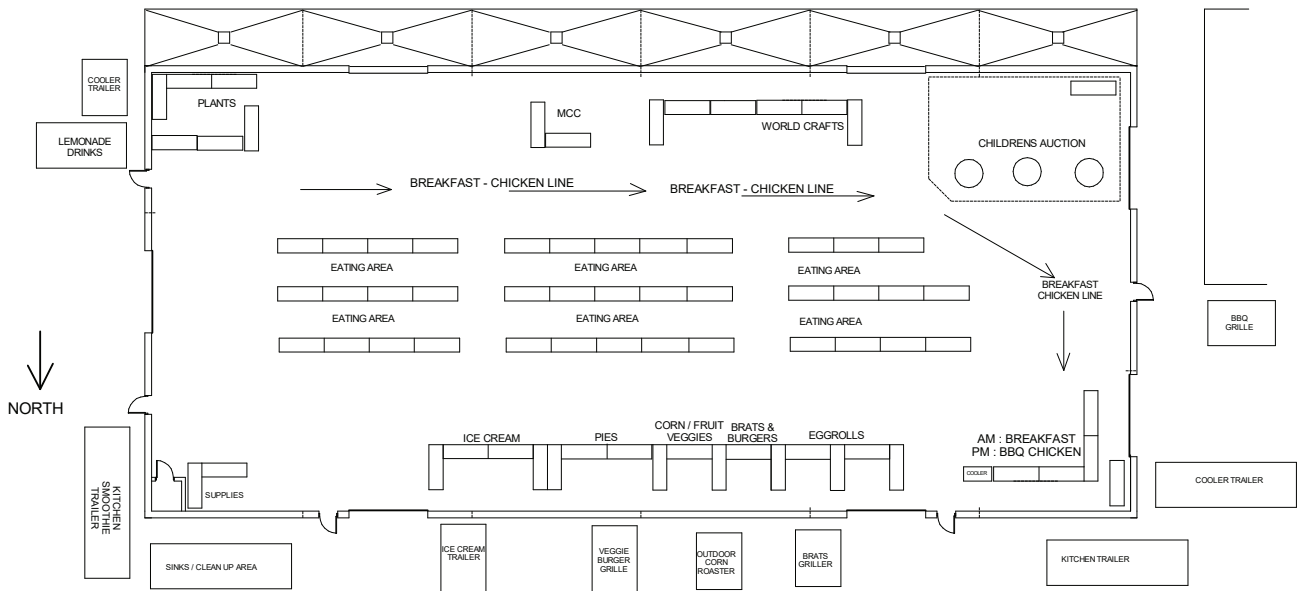 COOLER
TRAILER
PLANTS
MCC
WORLD CRAFTS
LEMONADE
DRINKS
CHILDRENS AUCTION
BREAKFAST - CHICKEN LINE
BREAKFAST - CHICKEN LINE
EATING AREA
EATING AREA
EATING AREA
BREAKFAST
CHICKEN LINE
EATING AREA
EATING AREA
EATING AREA
BBQ
GRILLE
NORTH
ICE CREAM
PIES
CORN / FRUIT
VEGGIES
BRATS &
BURGERS
EGGROLLS
AM : BREAKFAST
PM : BBQ CHICKEN
COOLER
COOLER TRAILER
SUPPLIES
KITCHEN
SMOOTHIE
TRAILER
SINKS / CLEAN UP AREA
ICE CREAM
TRAILER
VEGGIE
BURGER
GRILLE
OUTDOOR
CORN
ROASTER
BRATS
GRILLER
KITCHEN TRAILER